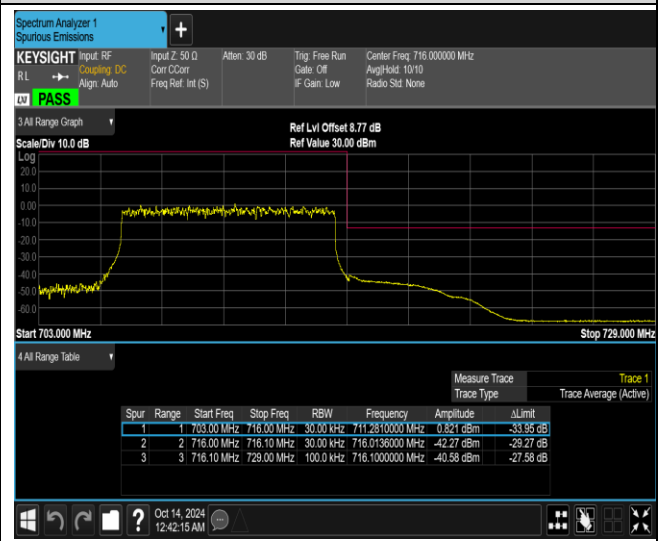 Spectrum Analyzer 1
Spurious Emissions
+
KEYSIGHT Input: RF Input Z: 50 Ω Atten: 30 dB Trig: Free Run Center Freq: 716.000000 MHz
Coupling: DC Corr CCorr Gate: Off Avg|Hold: 10/10
RL Align: Auto Freq Ref: Int (S) IF Gain: Low Radio Std: None
LXI PASS
3 All Range Graph
Ref Lvl Offset 8.77 dB
Scale/Div 10.0 dB Ref Value 30.00 dBm
Log
20.0
10.0
0.00
-10.0
-20.0
-30.0
-40.0
-50.0
-60.0
Start 703.000 MHz Stop 729.000 MHz
4 All Range Table
Measure Trace Trace 1
Trace Type Trace Average (Active)
Spur Range Start Freq Stop Freq RBW Frequency Amplitude ΔLimit
1 1 703.00 MHz 716.00 MHz 30.00 kHz 711.2810000 MHz 0.821 dBm -33.95 dB
2 2 716.00 MHz 716.10 MHz 30.00 kHz 716.0136000 MHz -42.27 dBm -29.27 dB
3 3 716.10 MHz 729.00 MHz 100.0 kHz 716.1000000 MHz -40.58 dBm -27.58 dB
? Oct 14, 2024
12:42:15 AM